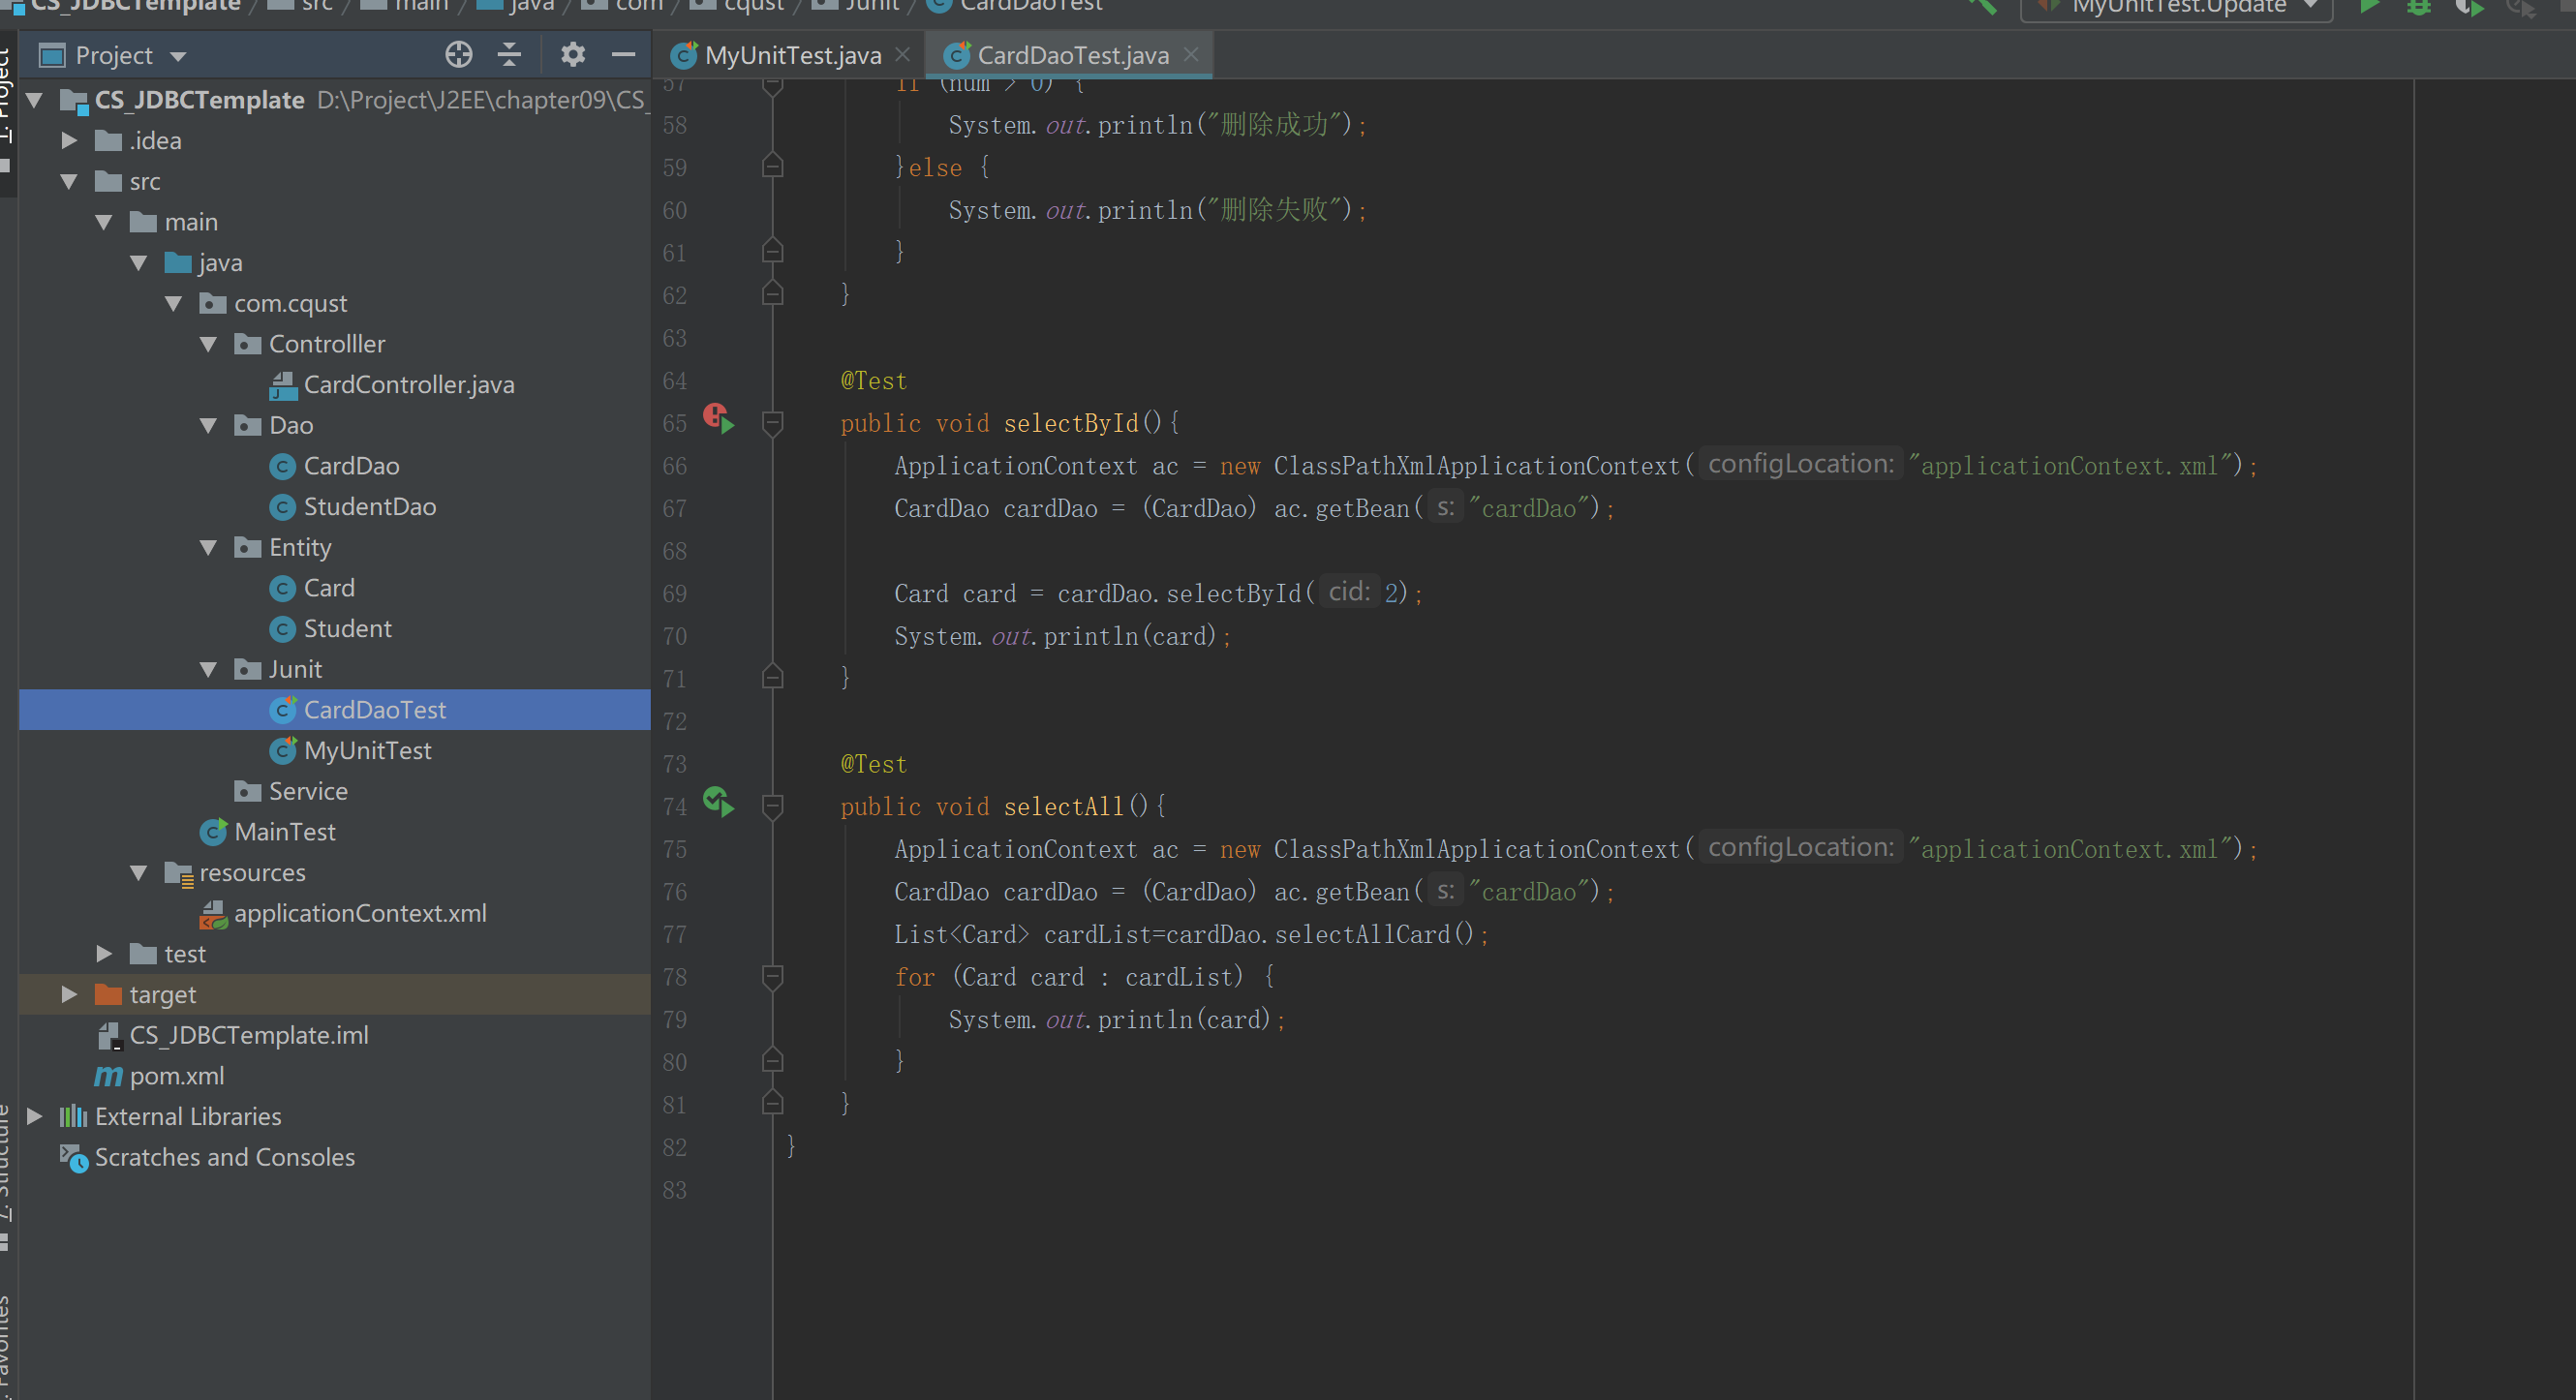 CS_JDBCTemplate / src / main / java / com / cqust / Junit / CardDaoTest
MyUnitTest.Update
Project
MyUnitTest.java
CardDaoTest.java
1: Project
CS_JDBCTemplate D:\Project\J2EE\chapter09\CS_
.idea
src
main
java
com.cqust
Controlller
CardController.java
Dao
CardDao
StudentDao
Entity
Card
Student
Junit
CardDaoTest
MyUnitTest
Service
MainTest
resources
applicationContext.xml
test
target
CS_JDBCTemplate.iml
pom.xml
External Libraries
Scratches and Consoles
7: Structure
Favorites
57 if (num > 0) {
58 System.out.println("删除成功");
59 }else {
60 System.out.println("删除失败");
61 }
62 }
63
64 @Test
65 public void selectById(){
66 ApplicationContext ac = new ClassPathXmlApplicationContext( configLocation: "applicationContext.xml");
67 CardDao cardDao = (CardDao) ac.getBean( s: "cardDao");
68
69 Card card = cardDao.selectById( cid: 2);
70 System.out.println(card);
71 }
72
73 @Test
74 public void selectAll(){
75 ApplicationContext ac = new ClassPathXmlApplicationContext( configLocation: "applicationContext.xml");
76 CardDao cardDao = (CardDao) ac.getBean( s: "cardDao");
77 List<Card> cardList=cardDao.selectAllCard();
78 for (Card card : cardList) {
79 System.out.println(card);
80 }
81 }
82 }
83